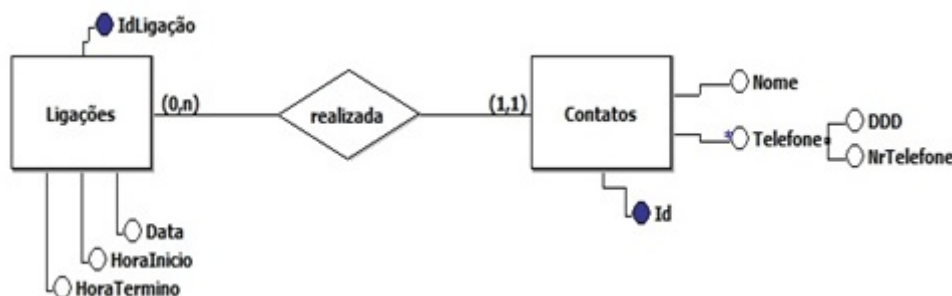 IdLigação
Ligações
(0,n)
realizada
(1,1)
Contatos
Nome
* Telefone
DDD
NrTelefone
Id
Data
HoraInicio
HoraTermino